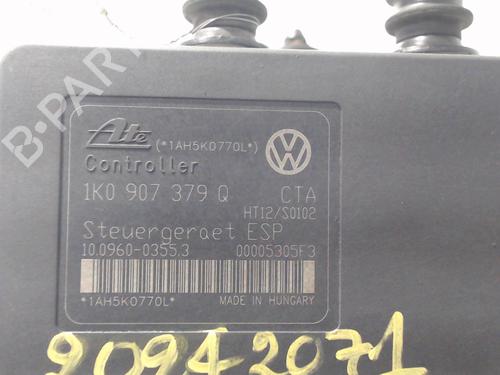 Ate (*1AH5K0770L*)
Controller
1K0 907 379 Q CTA
HT12/S0102
Steuergeraet ESP
10.0960-0355.3 00005305F3
*1AH5K0770L* MADE IN HUNGARY
90942071
B-PARTS